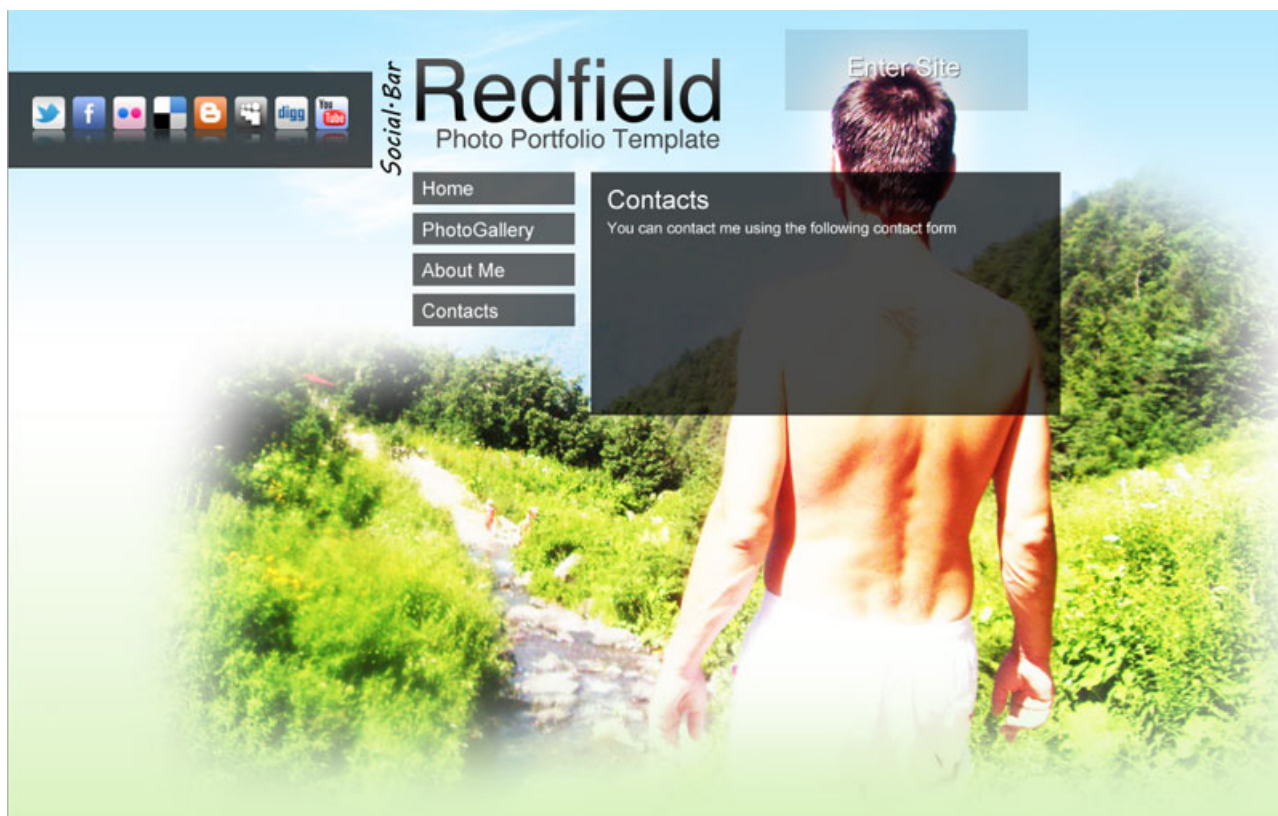 Social·Bar
Redfield
Photo Portfolio Template
Enter Site
Home
PhotoGallery
About Me
Contacts
Contacts
You can contact me using the following contact form
f
digg
You
Tube